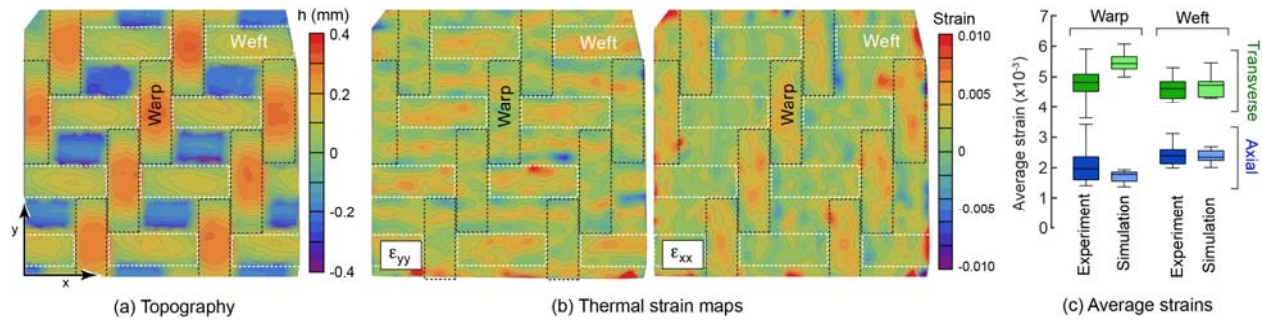 h (mm)
0.4
0.2
0
-0.2
-0.4
Weft
Warp
y
x
(a) Topography
Weft
Warp
εyy
Weft
Warp
εxx
Strain
0.010
0.005
0
-0.005
-0.010
(b) Thermal strain maps
Warp
Weft
Average strain (x10⁻³)
7
6
5
4
3
2
1
0
Transverse
Axial
Experiment
Simulation
Experiment
Simulation
(c) Average strains